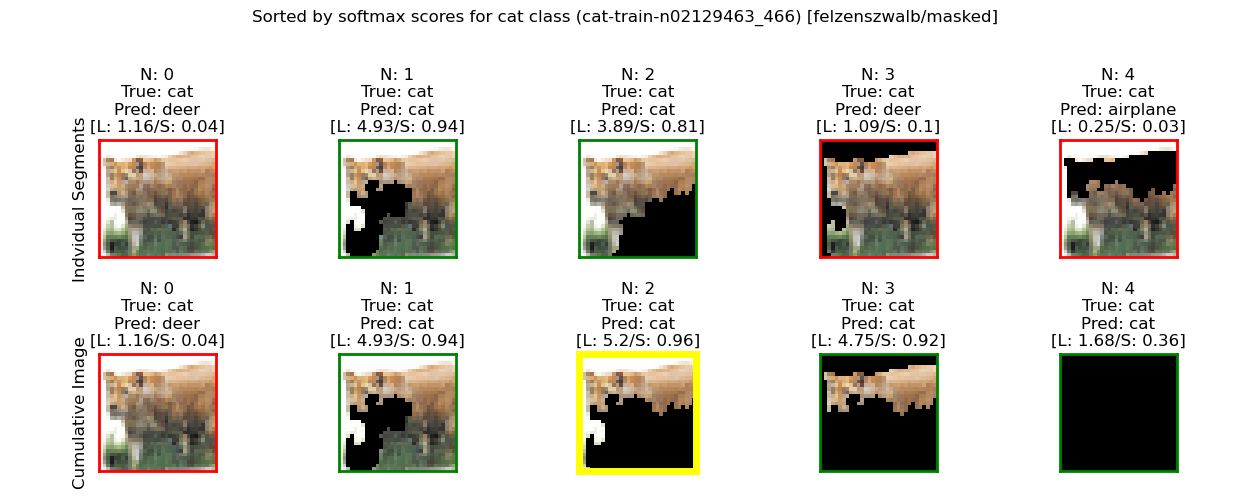 Sorted by softmax scores for cat class (cat-train-n02129463_466) [felzenszwalb/masked]
N: 0
True: cat
Pred: deer
[L: 1.16/S: 0.04]
N: 1
True: cat
Pred: cat
[L: 4.93/S: 0.94]
N: 2
True: cat
Pred: cat
[L: 3.89/S: 0.81]
N: 3
True: cat
Pred: deer
[L: 1.09/S: 0.1]
N: 4
True: cat
Pred: airplane
[L: 0.25/S: 0.03]
Indvidual Segments
N: 0
True: cat
Pred: deer
[L: 1.16/S: 0.04]
N: 1
True: cat
Pred: cat
[L: 4.93/S: 0.94]
N: 2
True: cat
Pred: cat
[L: 5.2/S: 0.96]
N: 3
True: cat
Pred: cat
[L: 4.75/S: 0.92]
N: 4
True: cat
Pred: cat
[L: 1.68/S: 0.36]
Cumulative Image